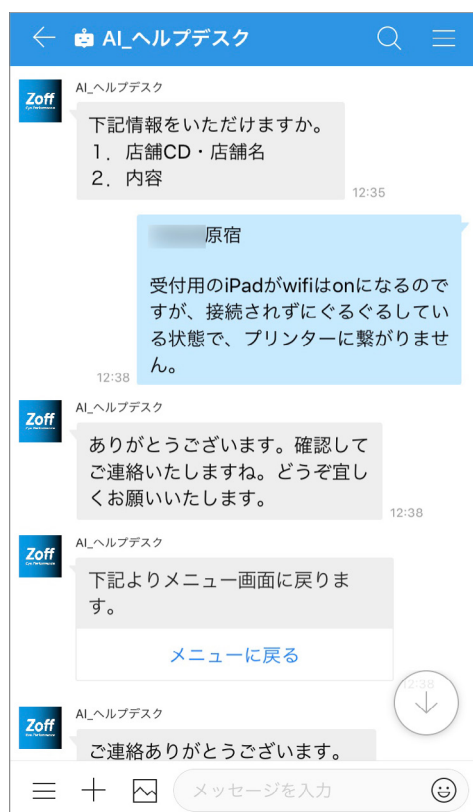 AI_ヘルプデスク
Zoff
AI_ヘルプデスク
下記情報をいただけますか。
１．店舗CD・店舗名
２．内容
12:35
原宿
受付用のiPadがwifiはonになるので
すが、接続されずにぐるぐるしてい
る状態で、プリンターに繋がりませ
ん。
12:38
Zoff
AI_ヘルプデスク
ありがとうございます。確認して
ご連絡いたしますね。どうぞ宜し
くお願いいたします。
12:38
Zoff
AI_ヘルプデスク
下記よりメニュー画面に戻りま
す。
メニューに戻る
12:38
Zoff
AI_ヘルプデスク
ご連絡ありがとうございます。
メッセージを入力